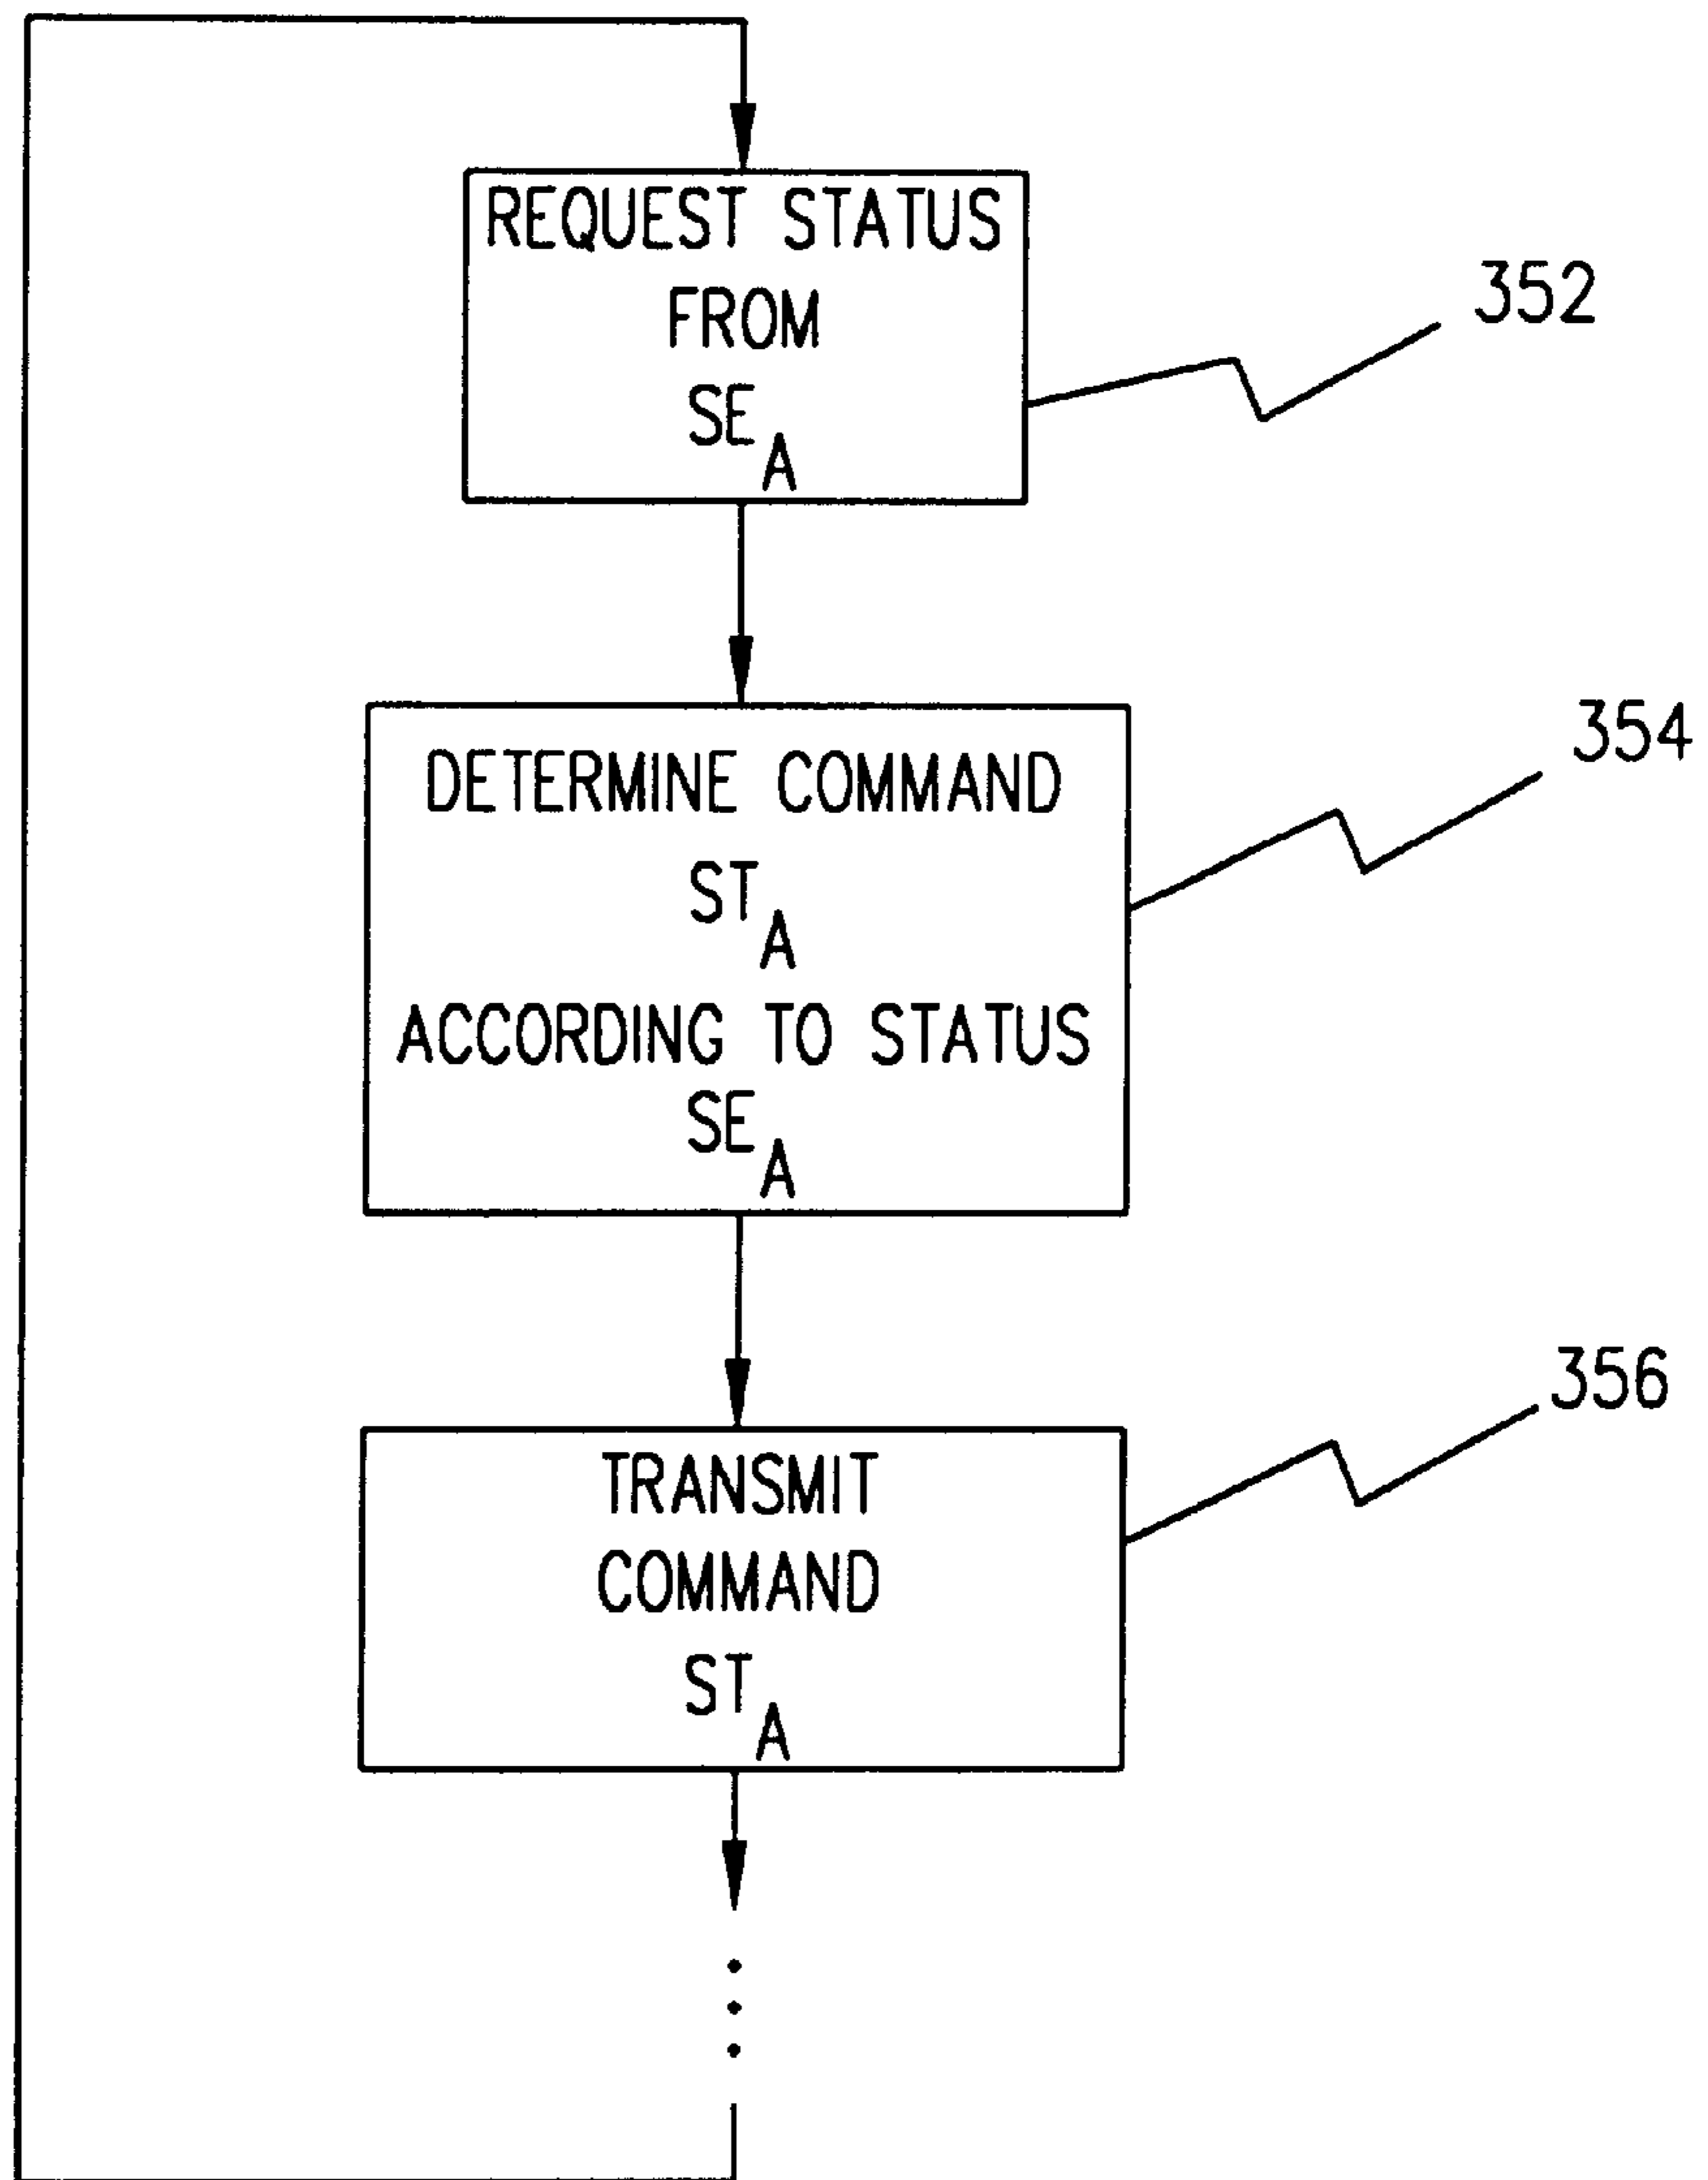 REQUEST STATUS
FROM
SE A
352
DETERMINE COMMAND
ST A
ACCORDING TO STATUS
SE A
354
TRANSMIT
COMMAND
ST A
356